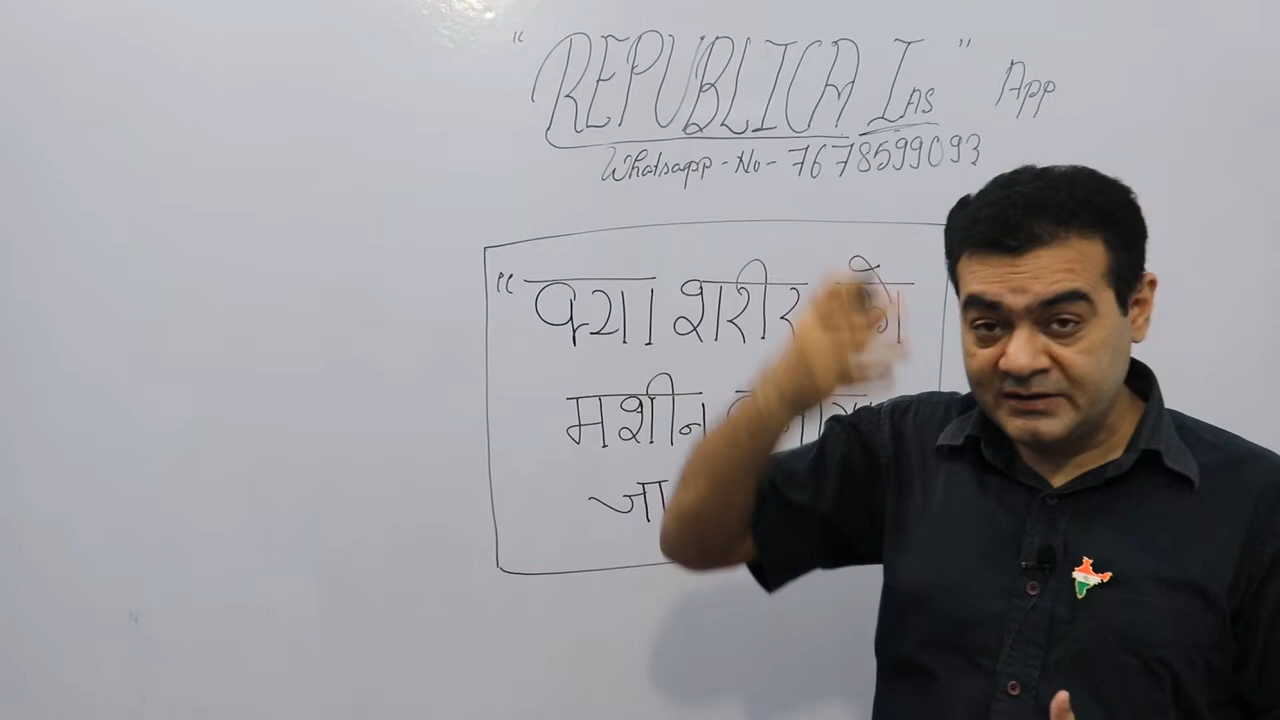 "REPUBLICA IAS" App
Whatsapp - No - 7678599093
"क्या शरीर को
मशीन